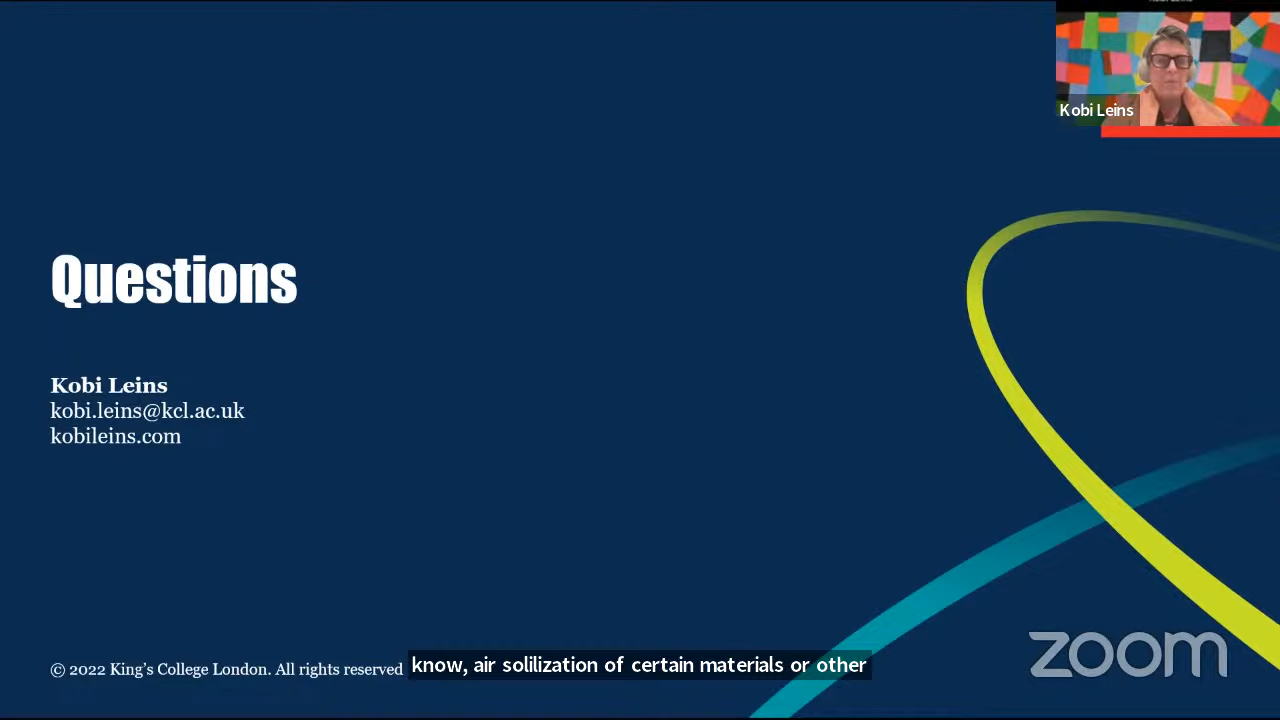 Kobi Leins
Questions
Kobi Leins
kobi.leins@kcl.ac.uk
kobileins.com
zoom
© 2022 King's College London. All rights reserved
know, air solilization of certain materials or other